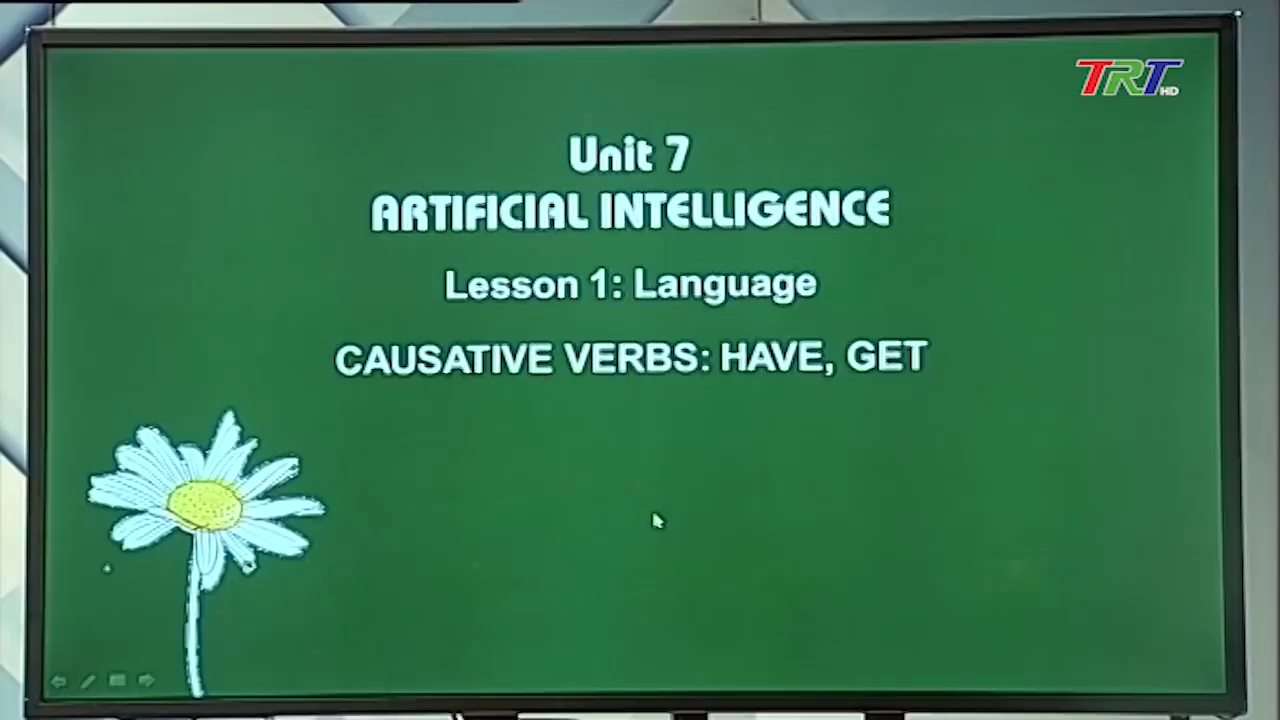 TRT HD
Unit 7
ARTIFICIAL INTELLIGENCE
Lesson 1: Language
CAUSATIVE VERBS: HAVE, GET